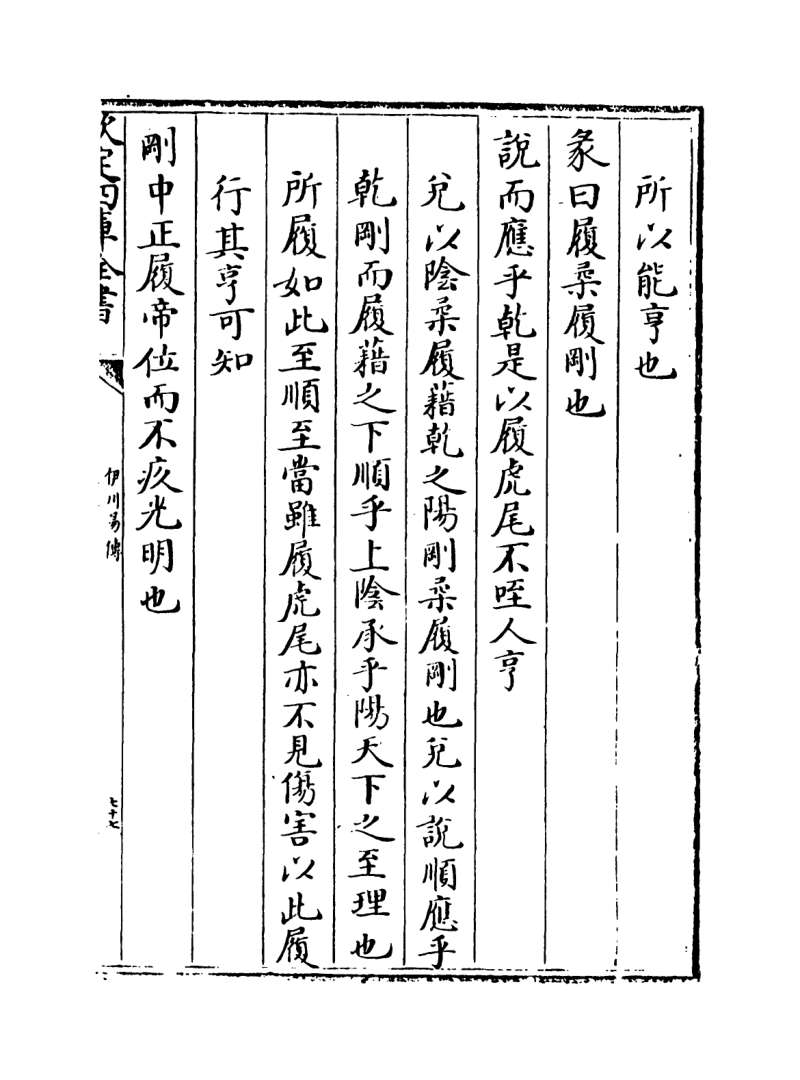 所以能亨也
彖曰履柔履剛也
說而應乎乾是以履虎尾不咥人亨
兌以陰柔履藉乾之陽剛柔履剛也兌以說順應乎
乾剛而履藉之下順乎上陰承乎陽天下之至理也
所履如此至順至當雖履虎尾亦不見傷害以此履
行其亨可知
剛中正履帝位而不疚光明也
欽定四庫全書
伊川易傳
七十七